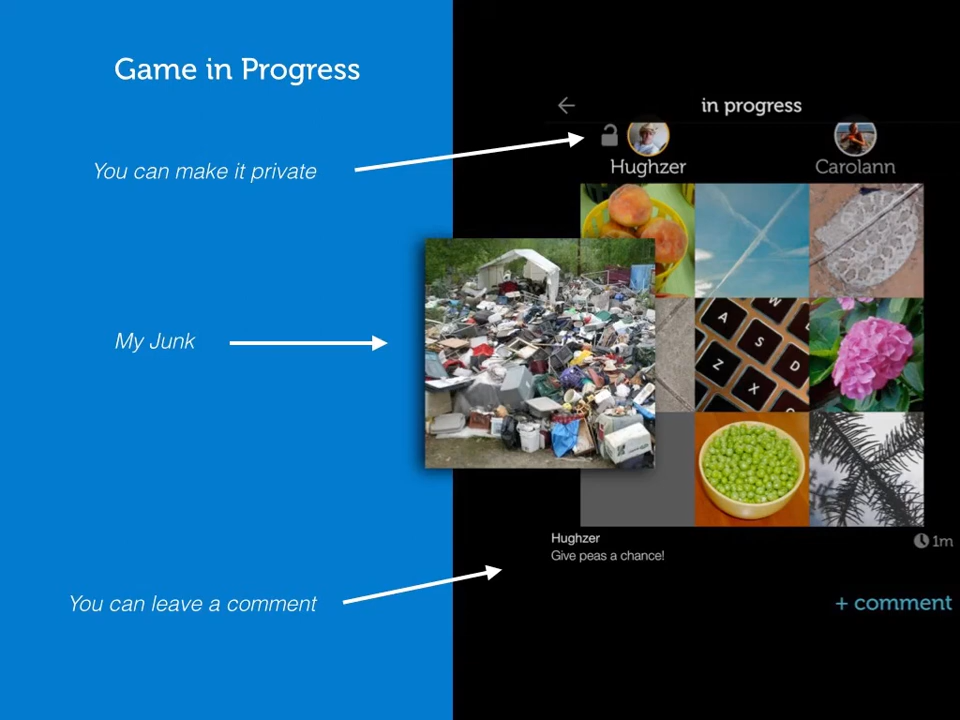 Game in Progress
in progress
You can make it private
Hughzer
Carolann
My Junk
A
W
S
D
Z
X
Hughzer
1m
Give peas a chance!
You can leave a comment
+ comment